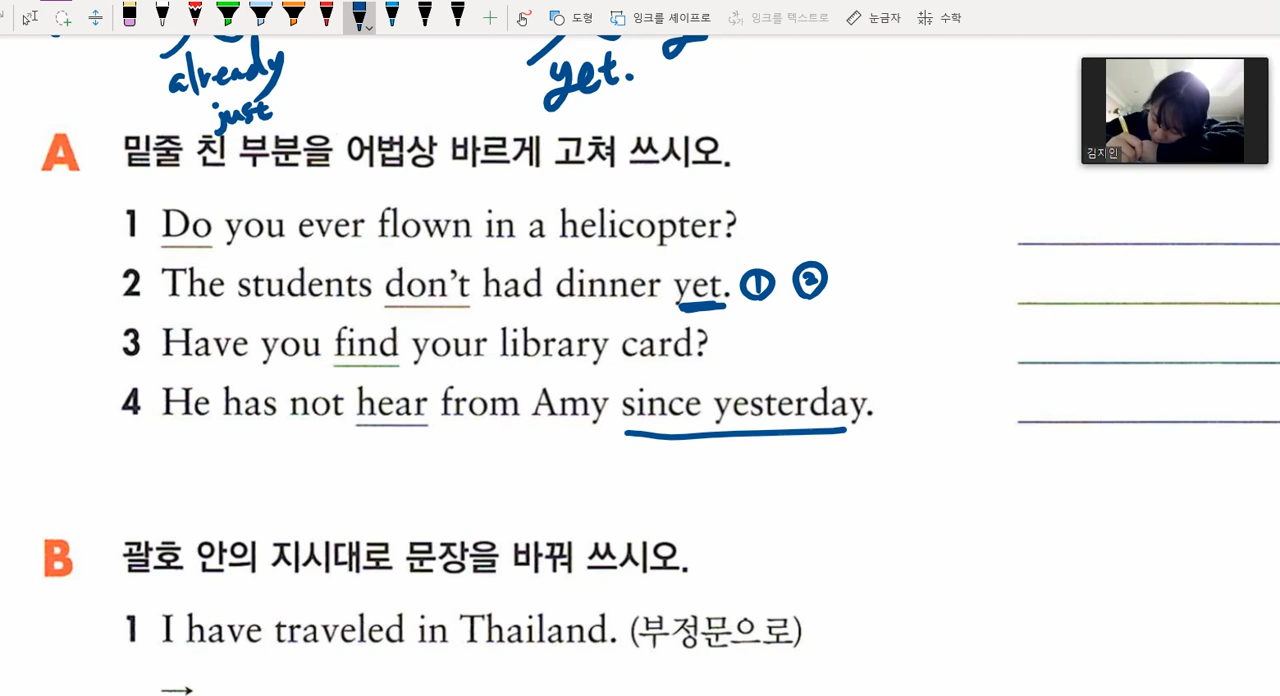 도형 잉크를 셰이프로 잉크를 텍스트로 눈금자 수학
already yet.
just
김지인
A 밑줄 친 부분을 어법상 바르게 고쳐 쓰시오.
1 Do you ever flown in a helicopter?
2 The students don't had dinner yet. ① ②
3 Have you find your library card?
4 He has not hear from Amy since yesterday.
B 괄호 안의 지시대로 문장을 바꿔 쓰시오.
1 I have traveled in Thailand. (부정문으로)
→